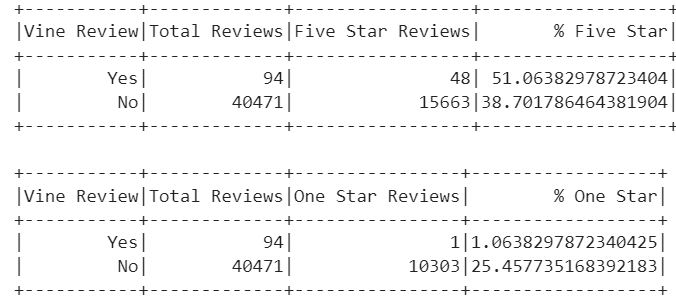 +-----------+-------------+-----------------+-----------------+
|Vine Review|Total Reviews|Five Star Reviews|      % Five Star|
+-----------+-------------+-----------------+-----------------+
|        Yes|           94|               48| 51.06382978723404|
|         No|        40471|            15663|38.701786464381904|
+-----------+-------------+-----------------+-----------------+
+-----------+-------------+----------------+------------------+
|Vine Review|Total Reviews|One Star Reviews|        % One Star|
+-----------+-------------+----------------+------------------+
|        Yes|           94|               1|1.0638297872340425|
|         No|        40471|           10303|25.457735168392183|
+-----------+-------------+----------------+------------------+